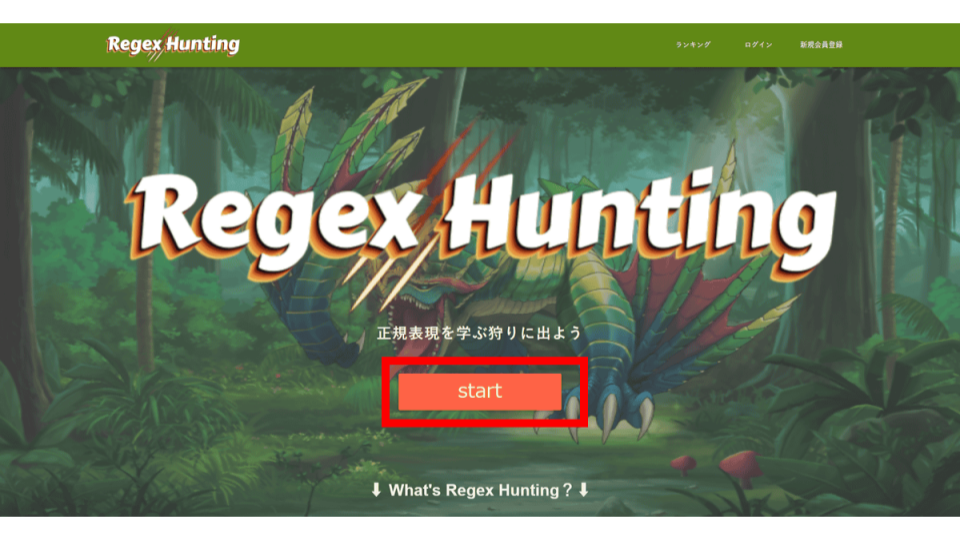 Regex Hunting
ランキング
ログイン
新規会員登録
Regex Hunting
正規表現を学ぶ狩りに出よう
start
⬇ What's Regex Hunting？⬇